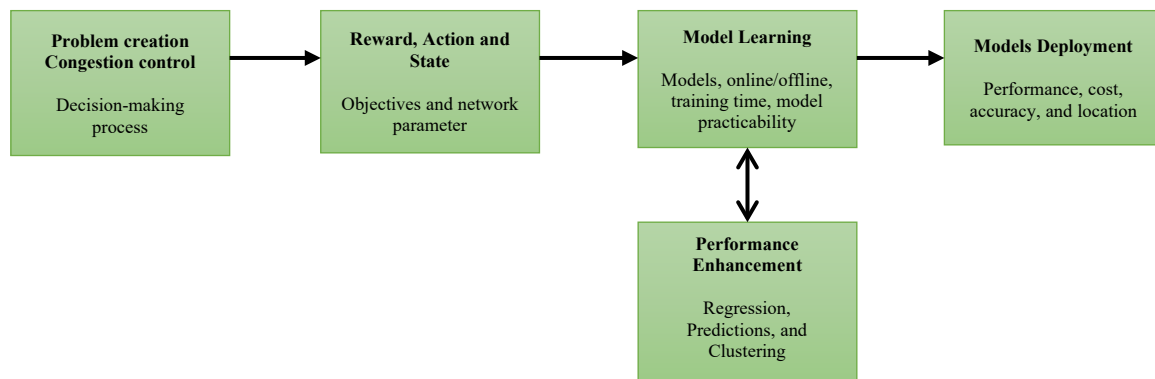 Problem creation
Congestion control
Decision-making
process
Reward, Action and
State
Objectives and network
parameter
Model Learning
Models, online/offline,
training time, model
practicability
Models Deployment
Performance, cost,
accuracy, and location
Performance
Enhancement
Regression,
Predictions, and
Clustering